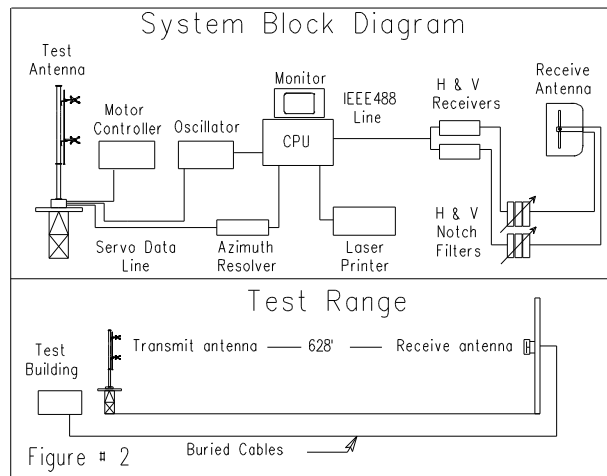 System Block Diagram
Test
Antenna
Motor
Controller
Oscillator
Monitor
CPU
IEEE488
Line
H & V
Receivers
Receive
Antenna
Servo Data
Line
Azimuth
Resolver
Laser
Printer
H & V
Notch
Filters
Test Range
Test
Building
Transmit antenna
628'
Receive antenna
Buried Cables
Figure # 2